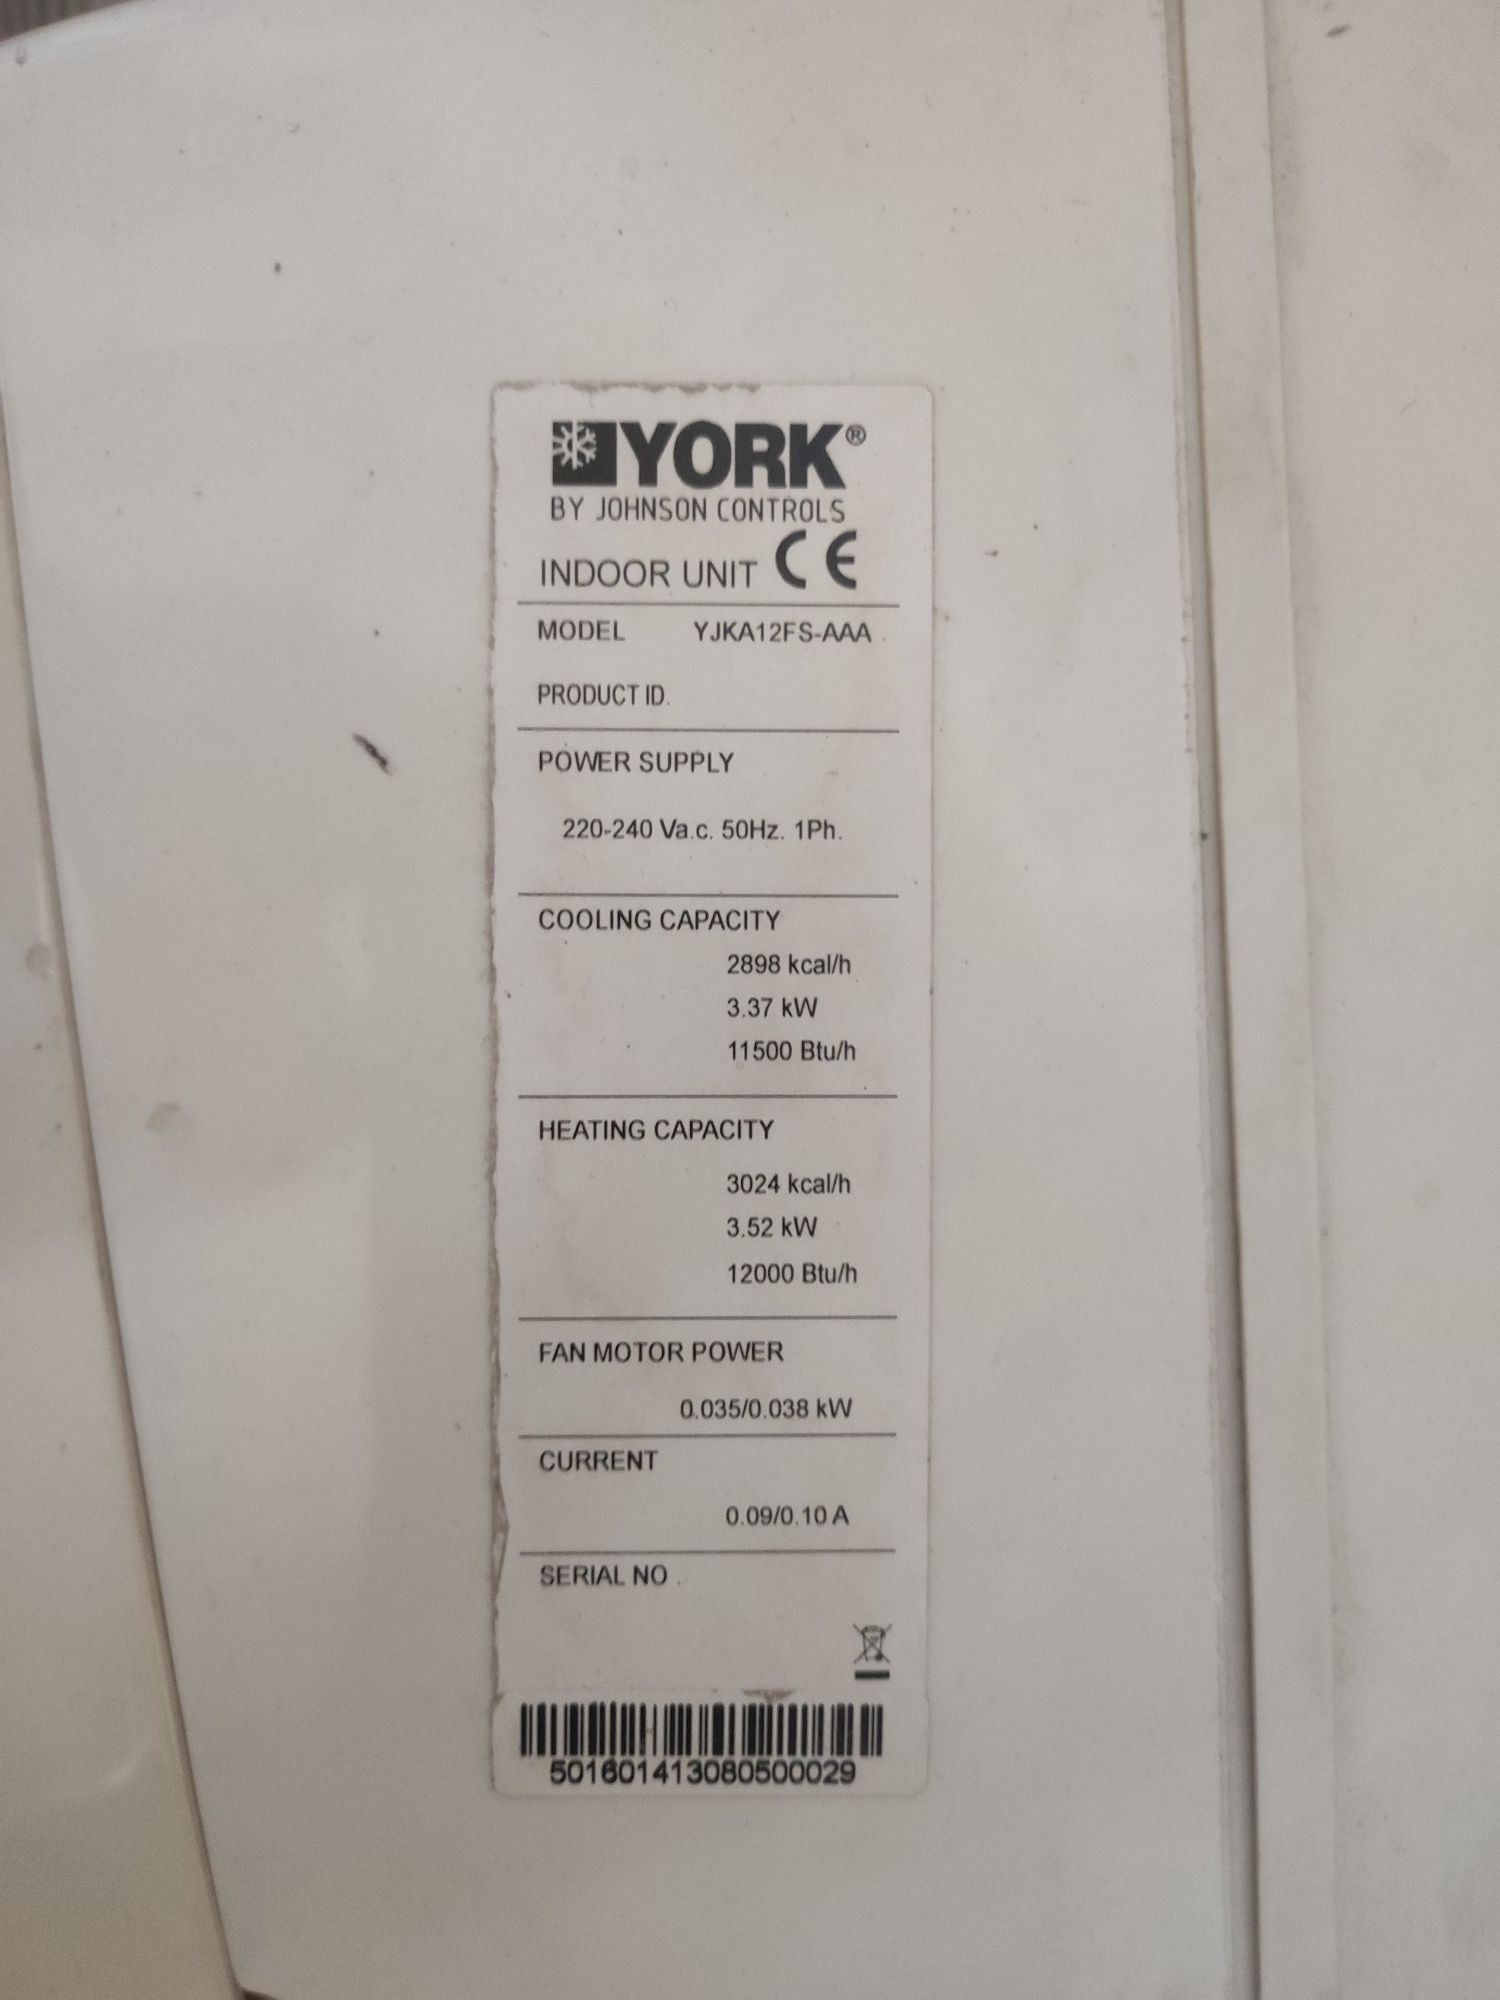 YORK®
BY JOHNSON CONTROLS
INDOOR UNIT CE
MODEL YJKA12FS-AAA
PRODUCT ID.
POWER SUPPLY
220-240 Va.c. 50Hz. 1Ph.
COOLING CAPACITY
2898 kcal/h
3.37 kW
11500 Btu/h
HEATING CAPACITY
3024 kcal/h
3.52 kW
12000 Btu/h
FAN MOTOR POWER
0.035/0.038 kW
CURRENT
0.09/0.10 A
SERIAL NO .
501601413080500029